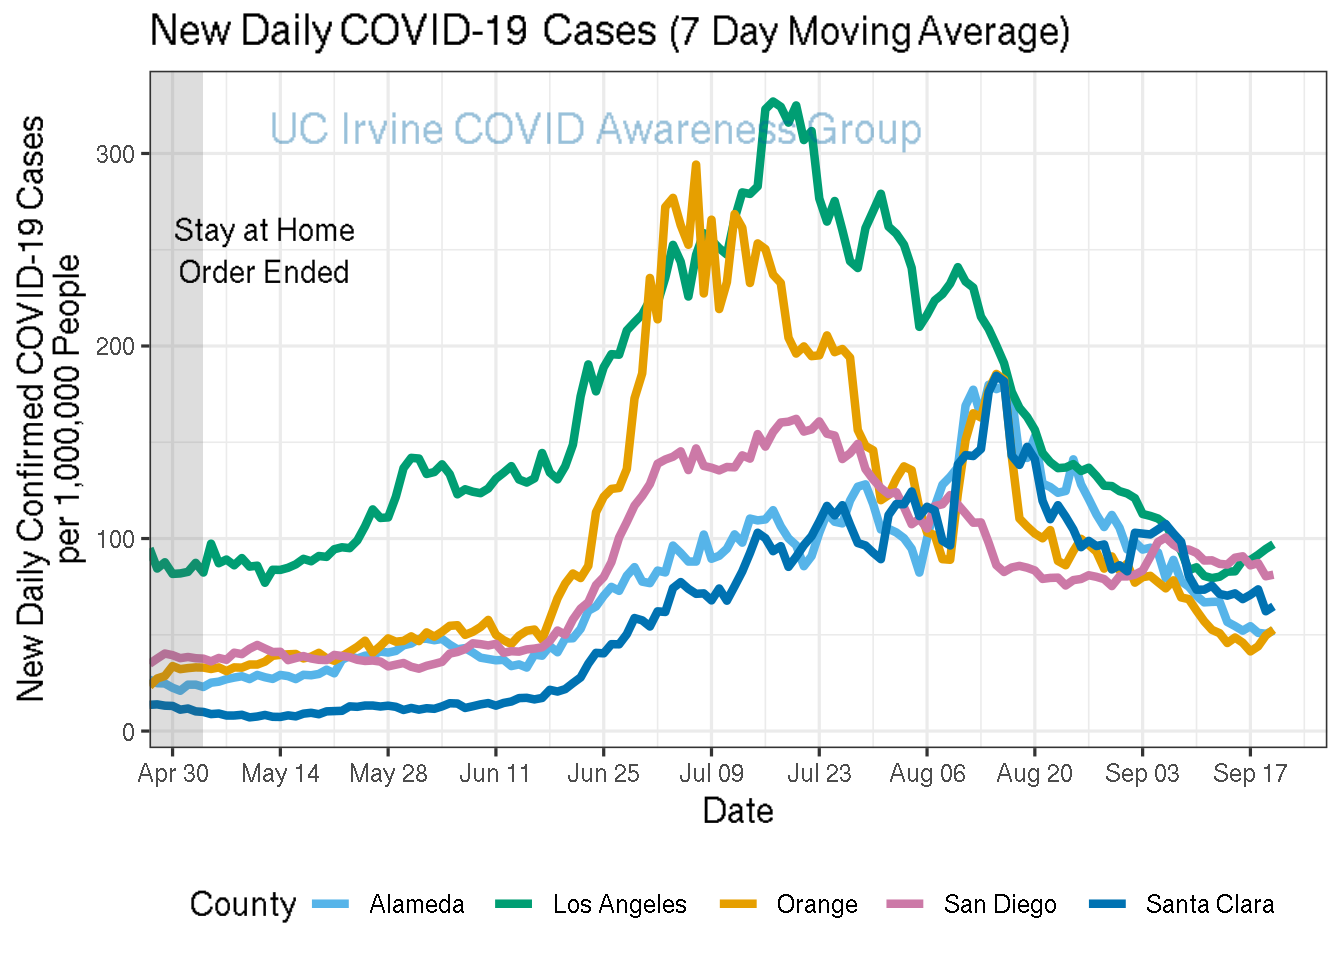 New Daily COVID-19 Cases (7 Day Moving Average)
UC Irvine COVID Awareness Group
Stay at Home
Order Ended
New Daily Confirmed COVID-19 Cases
per 1,000,000 People
300
200
100
0
Apr 30 May 14 May 28 Jun 11 Jun 25 Jul 09 Jul 23 Aug 06 Aug 20 Sep 03 Sep 17
Date
County Alameda Los Angeles Orange San Diego Santa Clara